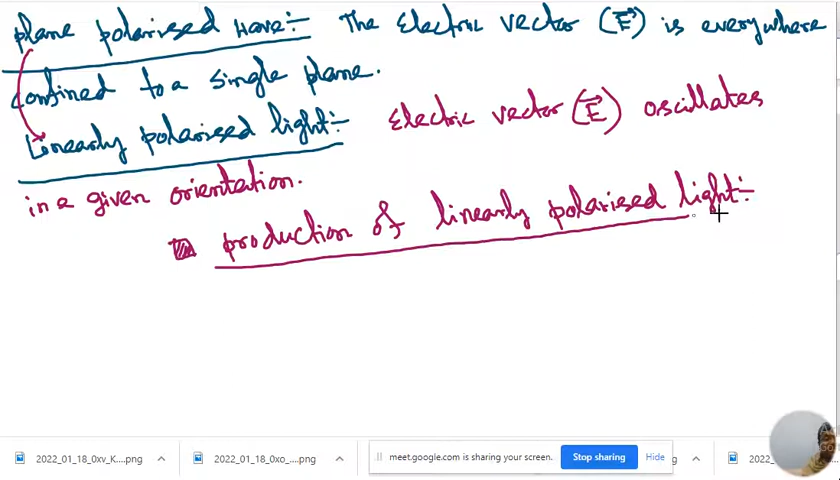 plane polarised wave:- The Electric vector (E⃗) is everywhere
confined to a single plane.
Linearly polarised light:- Electric vector (E⃗) oscillates
in a given orientation.
production of linearly polarised light:-
2022_01_18_0xv_K....png
2022_01_18_0xo_....png
meet.google.com is sharing your screen.
Stop sharing
Hide
g
2022_01_18_0...